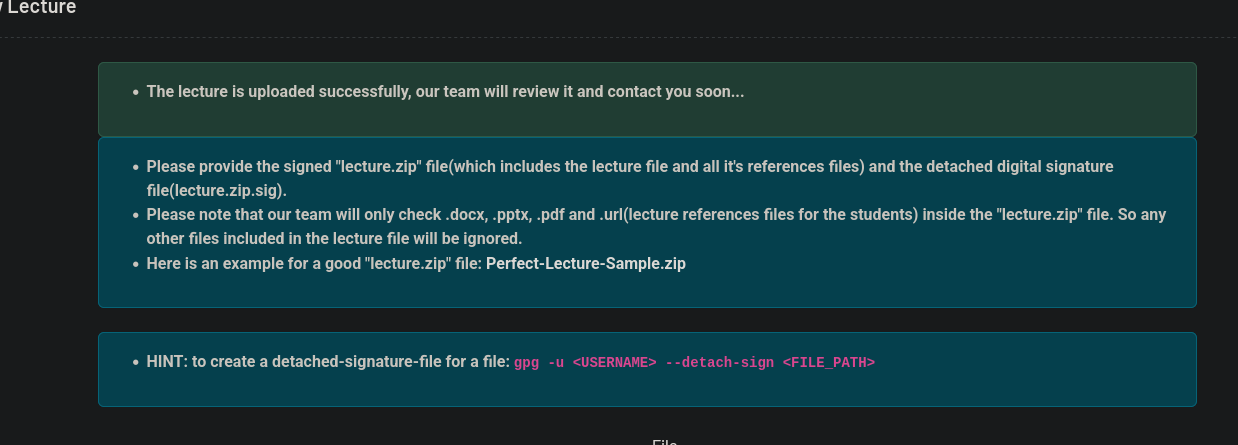 y Lecture
The lecture is uploaded successfully, our team will review it and contact you soon...
Please provide the signed "lecture.zip" file(which includes the lecture file and all it's references files) and the detached digital signature
file(lecture.zip.sig).
Please note that our team will only check .docx, .pptx, .pdf and .url(lecture references files for the students) inside the "lecture.zip" file. So any
other files included in the lecture file will be ignored.
Here is an example for a good "lecture.zip" file: Perfect-Lecture-Sample.zip
HINT: to create a detached-signature-file for a file: gpg -u <USERNAME> --detach-sign <FILE_PATH>
File